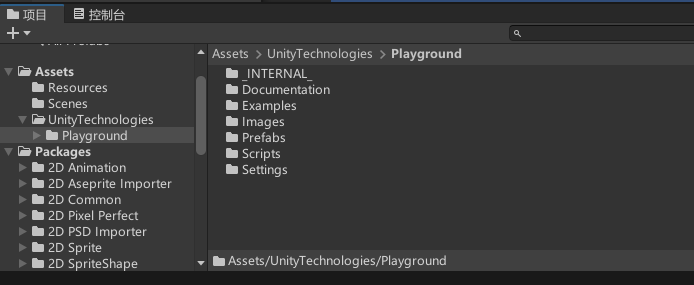 项目 控制台
Assets > UnityTechnologies > Playground
Assets
Resources
Scenes
UnityTechnologies
Playground
Packages
2D Animation
2D Aseprite Importer
2D Common
2D Pixel Perfect
2D PSD Importer
2D Sprite
2D SpriteShape
_INTERNAL_
Documentation
Examples
Images
Prefabs
Scripts
Settings
Assets/UnityTechnologies/Playground